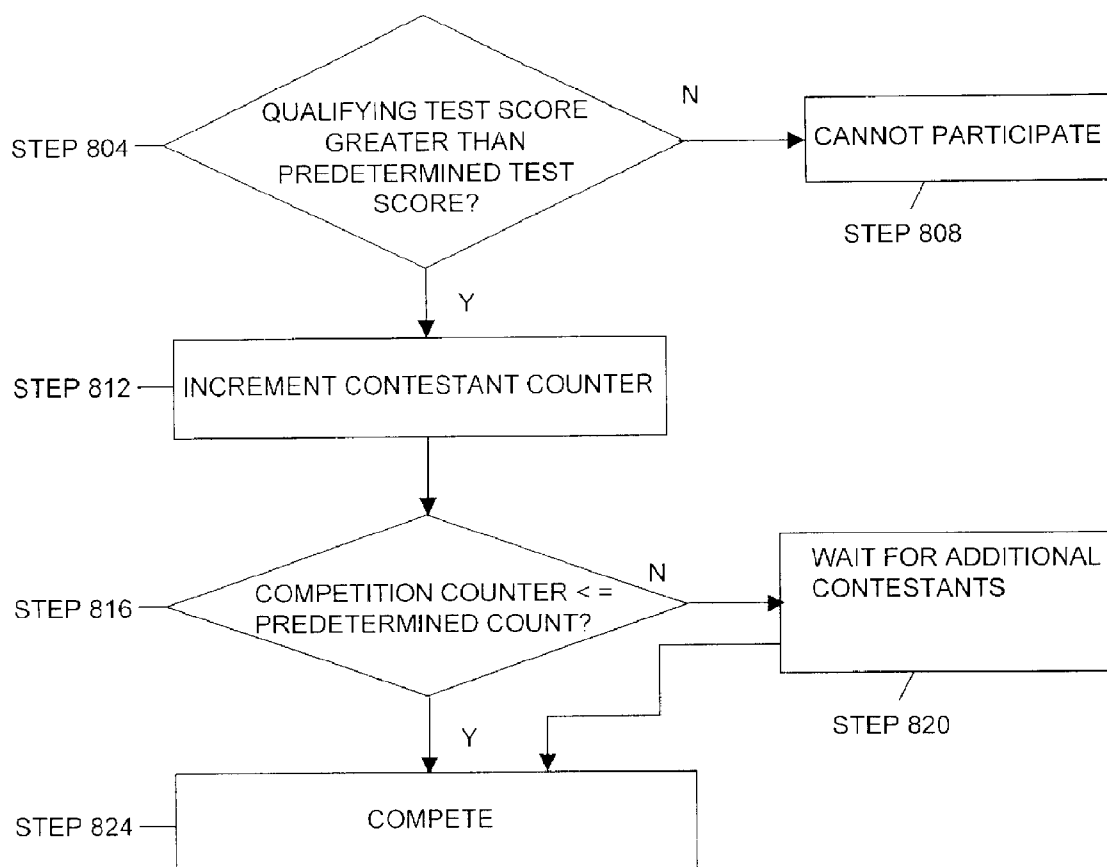 QUALIFYING TEST SCORE
GREATER THAN
PREDETERMINED TEST
SCORE?
STEP 804
N
CANNOT PARTICIPATE
STEP 808
Y
STEP 812
INCREMENT CONTESTANT COUNTER
COMPETITION COUNTER < =
PREDETERMINED COUNT?
STEP 816
N
WAIT FOR ADDITIONAL
CONTESTANTS
STEP 820
Y
STEP 824
COMPETE